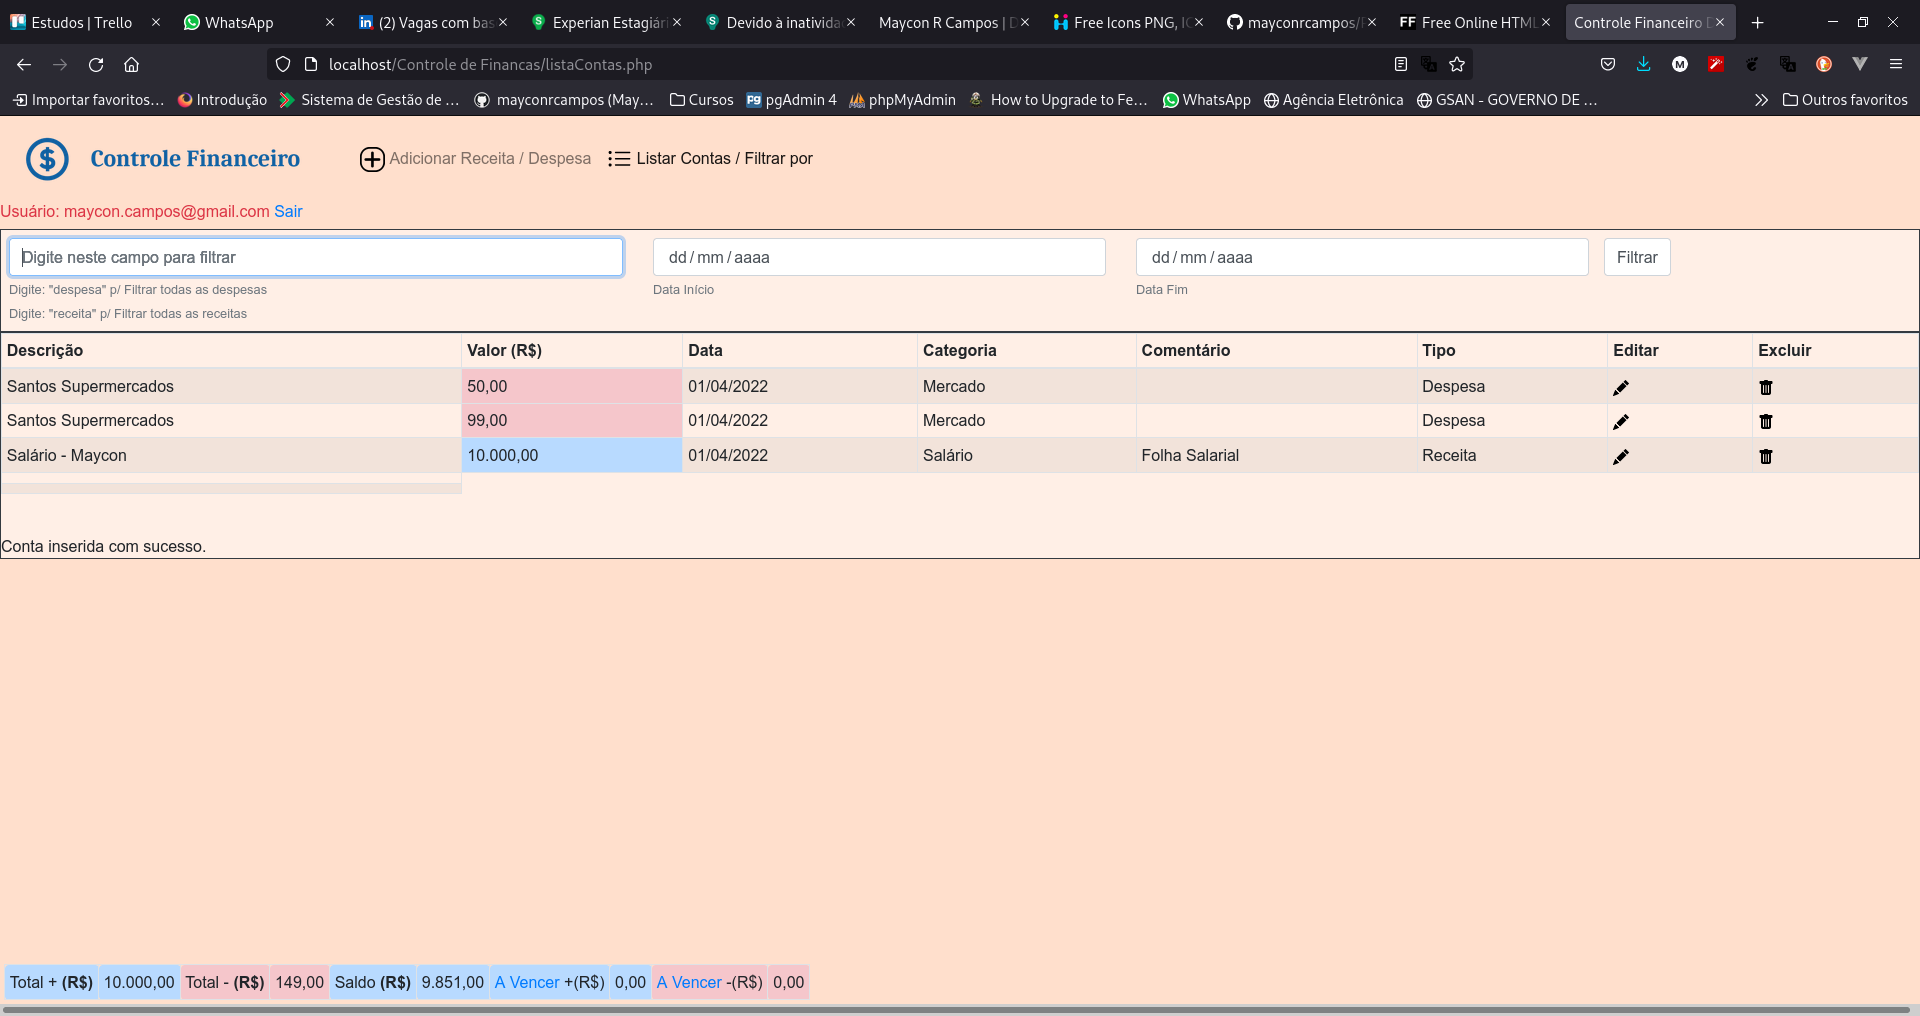 Estudos | Trello
WhatsApp
(2) Vagas com bas
Experian Estagiári
Devido à inativida
Maycon R Campos | D
Free Icons PNG, IC
mayconrcampos/
FF Free Online HTML
Controle Financeiro D
localhost/Controle de Financas/listaContas.php
Importar favoritos…
Introdução
Sistema de Gestão de …
mayconrcampos (May…
Cursos
pgAdmin 4
phpMyAdmin
How to Upgrade to Fe…
WhatsApp
Agência Eletrônica
GSAN - GOVERNO DE …
Outros favoritos
Controle Financeiro
Adicionar Receita / Despesa
Listar Contas / Filtrar por
Usuário: maycon.campos@gmail.com Sair
Digite neste campo para filtrar
dd/mm/aaaa
dd/mm/aaaa
Filtrar
Digite: "despesa" p/ Filtrar todas as despesas
Data Início
Data Fim
Digite: "receita" p/ Filtrar todas as receitas
Descrição Valor (R$) Data Categoria Comentário Tipo Editar Excluir
Santos Supermercados 50,00 01/04/2022 Mercado Despesa
Santos Supermercados 99,00 01/04/2022 Mercado Despesa
Salário - Maycon 10.000,00 01/04/2022 Salário Folha Salarial Receita
Conta inserida com sucesso.
Total + (R$) 10.000,00 Total - (R$) 149,00 Saldo (R$) 9.851,00 A Vencer +(R$) 0,00 A Vencer -(R$) 0,00